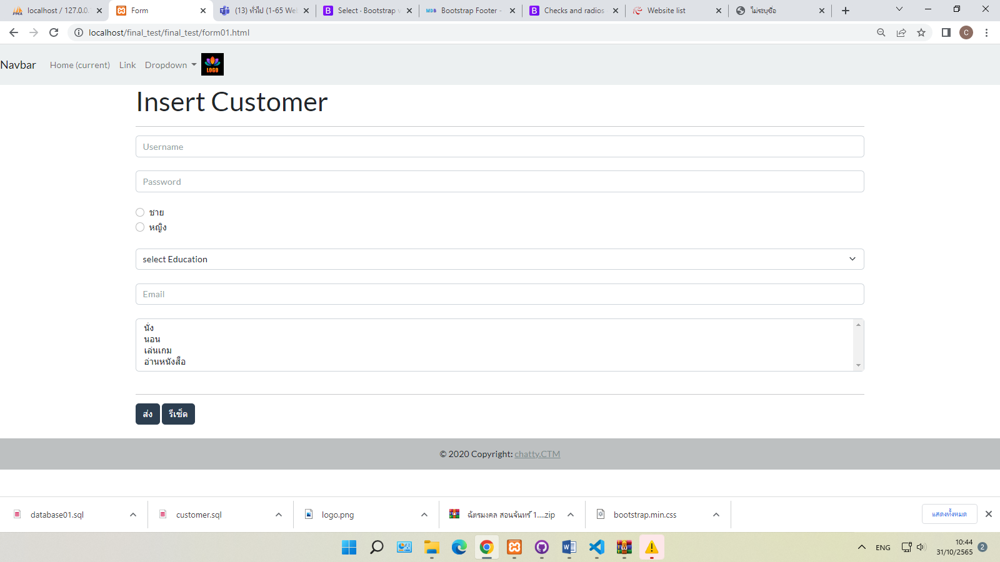 localhost / 127.0.0.
Form
(13) ทั่วไป (1-65 We
Select · Bootstrap v
Bootstrap Footer -
Checks and radios
Website list
ไม่ระบุชื่อ
localhost/final_test/final_test/form01.html
C
Navbar
Home (current)
Link
Dropdown
LOGO
Insert Customer
Username
Password
ชาย
หญิง
select Education
Email
นั่ง
นอน
เล่นเกม
อ่านหนังสือ
ส่ง
รีเซ็ต
© 2020 Copyright: chatty.CTM
database01.sql
customer.sql
logo.png
ฉัตรมงคล สอนจันทร์ 1....zip
bootstrap.min.css
แสดงทั้งหมด
ENG
10:44
31/10/2565
2